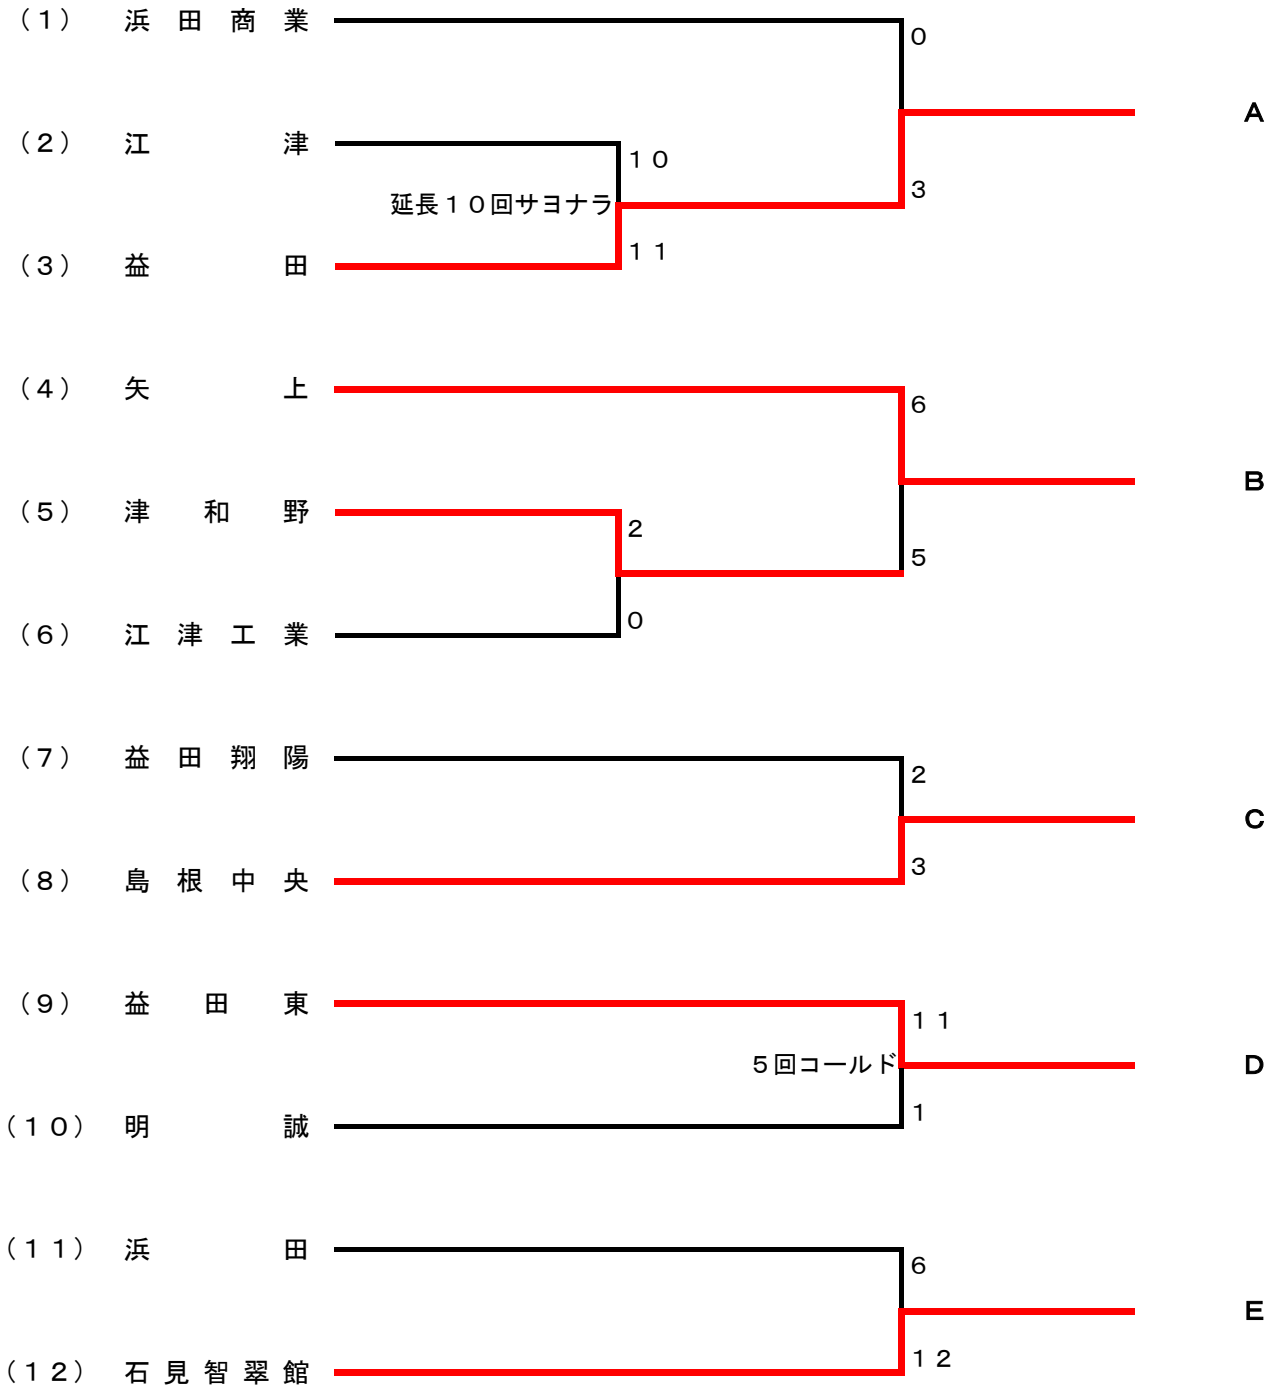 （１） 浜田商業
０
A
（２） 江津
１０
延長１０回サヨナラ
３
（３） 益田
１１
（４） 矢上
６
B
（５） 津和野
２
５
（６） 江津工業
０
（７） 益田翔陽
２
C
（８） 島根中央
３
（９） 益田東
１１
５回コールド
D
（１０） 明誠
１
（１１） 浜田
６
E
（１２） 石見智翠館
１２